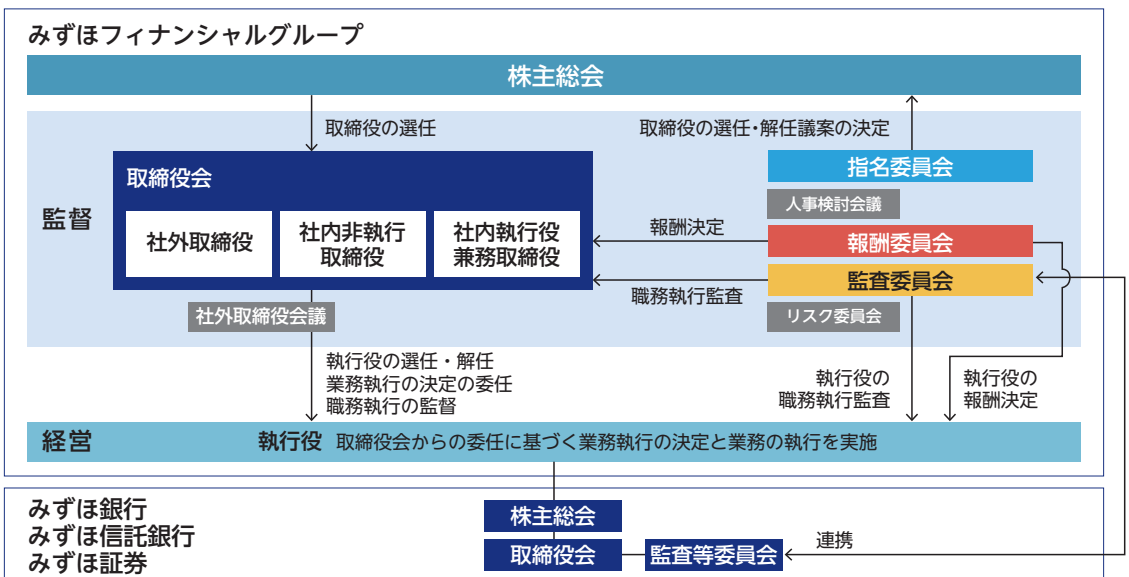 みずほフィナンシャルグループ
株主総会
取締役の選任
取締役の選任・解任議案の決定
監督
取締役会
社外取締役
社内非執行
取締役
社内執行役
兼務取締役
社外取締役会議
指名委員会
人事検討会議
報酬決定
報酬委員会
職務執行監査
監査委員会
リスク委員会
執行役の選任・解任
業務執行の決定の委任
職務執行の監督
執行役の
職務執行監査
執行役の
報酬決定
経営
執行役 取締役会からの委任に基づく業務執行の決定と業務の執行を実施
みずほ銀行
みずほ信託銀行
みずほ証券
株主総会
取締役会
監査等委員会
連携